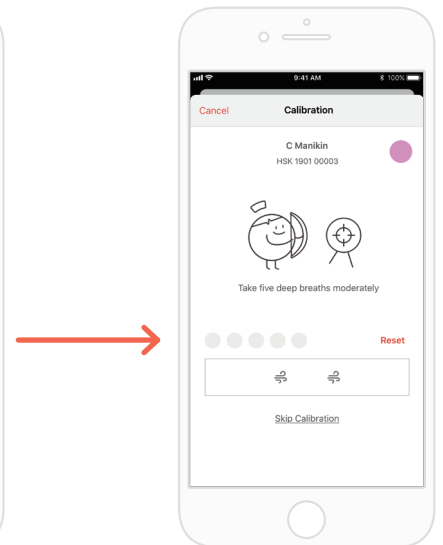 9:41 AM 100%
Cancel Calibration
C Manikin
HSK 1901 00003
Take five deep breaths moderately
Reset
Skip Calibration